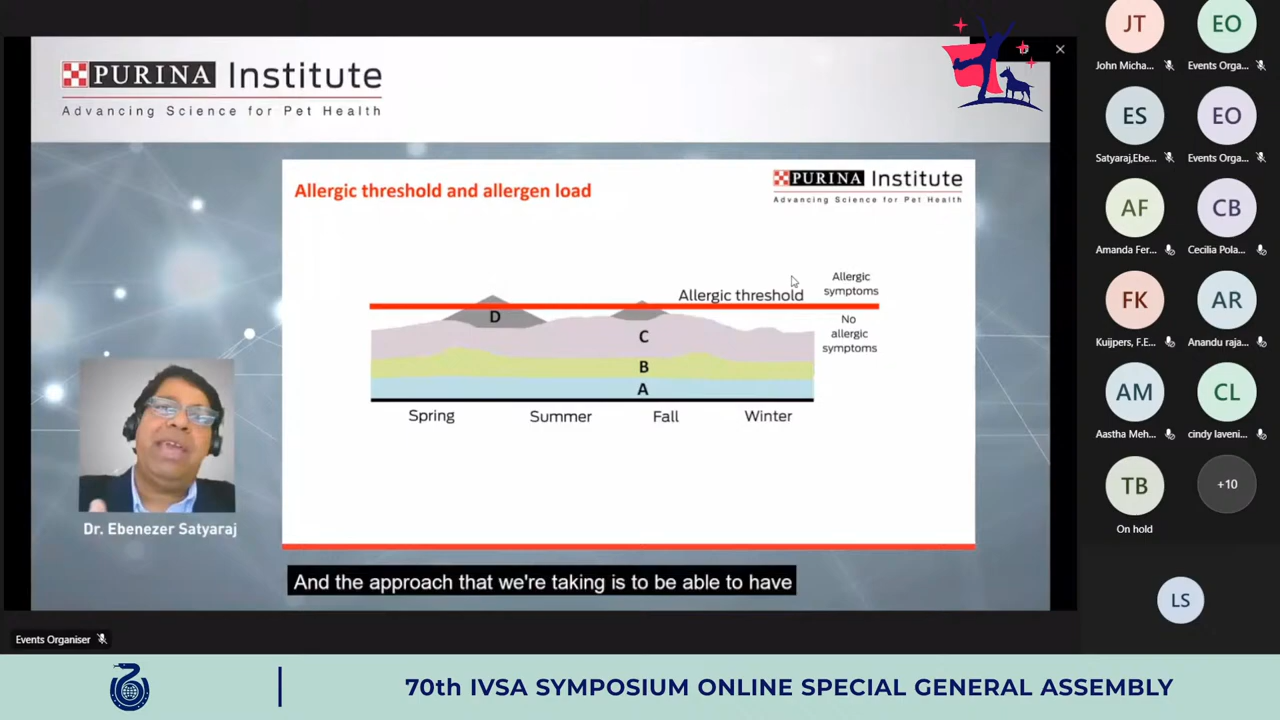 PURINA Institute
Advancing Science for Pet Health
Allergic threshold and allergen load
PURINA Institute
Advancing Science for Pet Health
Allergic threshold
Allergic
symptoms
No
allergic
symptoms
D
C
B
A
Spring Summer Fall Winter
Dr. Ebenezer Satyaraj
And the approach that we're taking is to be able to have
Events Organiser
JT EO
John Micha... Events Orga...
ES EO
Satyaraj,Ebe... Events Orga...
AF CB
Amanda Fer... Cecilia Pola...
FK AR
Kuijpers, F.E... Anandu raja...
AM CL
Aastha Meh... cindy laveni...
TB +10
On hold
LS
70th IVSA SYMPOSIUM ONLINE SPECIAL GENERAL ASSEMBLY